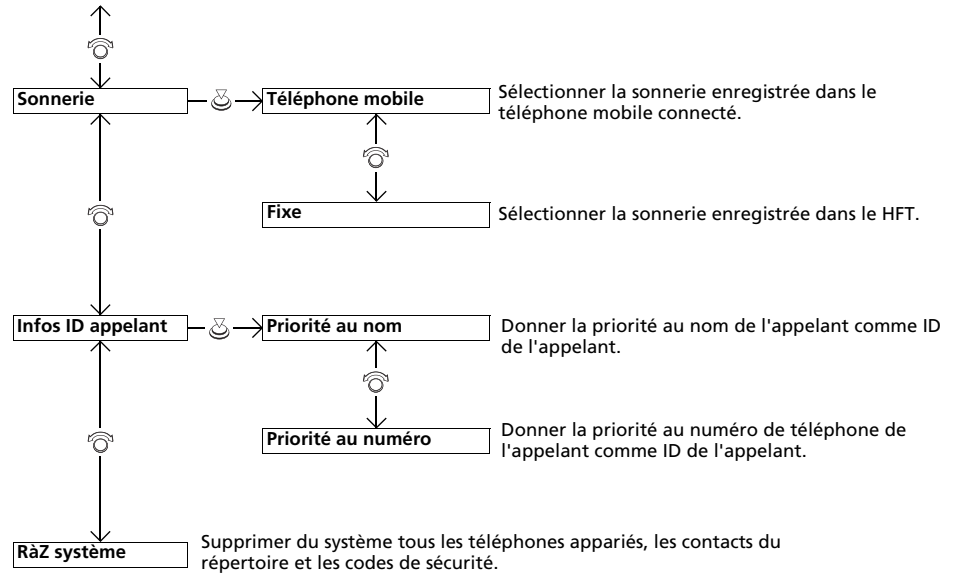 Sonnerie
Téléphone mobile
Sélectionner la sonnerie enregistrée dans le
téléphone mobile connecté.
Fixe
Sélectionner la sonnerie enregistrée dans le HFT.
Infos ID appelant
Priorité au nom
Donner la priorité au nom de l'appelant comme ID
de l'appelant.
Priorité au numéro
Donner la priorité au numéro de téléphone de
l'appelant comme ID de l'appelant.
RàZ système
Supprimer du système tous les téléphones appariés, les contacts du
répertoire et les codes de sécurité.